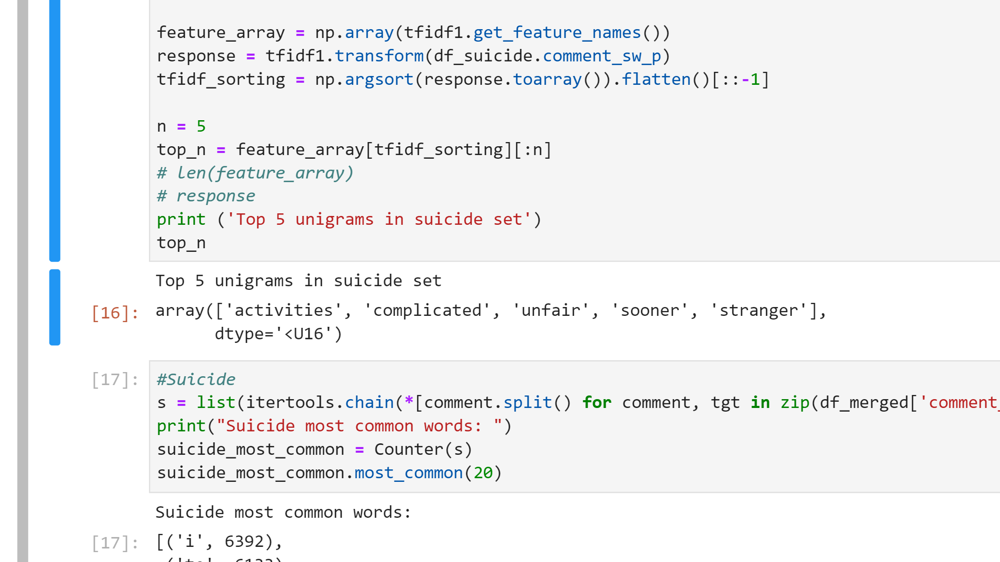 feature_array = np.array(tfidf1.get_feature_names())
response = tfidf1.transform(df_suicide.comment_sw_p)
tfidf_sorting = np.argsort(response.toarray()).flatten()[::-1]
n = 5
top_n = feature_array[tfidf_sorting][:n]
# len(feature_array)
# response
print ('Top 5 unigrams in suicide set')
top_n
Top 5 unigrams in suicide set
[16]: array(['activities', 'complicated', 'unfair', 'sooner', 'stranger'],
dtype='<U16')
[17]: #Suicide
s = list(itertools.chain(*[comment.split() for comment, tgt in zip(df_merged['comment_
print("Suicide most common words: ")
suicide_most_common = Counter(s)
suicide_most_common.most_common(20)
Suicide most common words:
[17]: [('i', 6392),